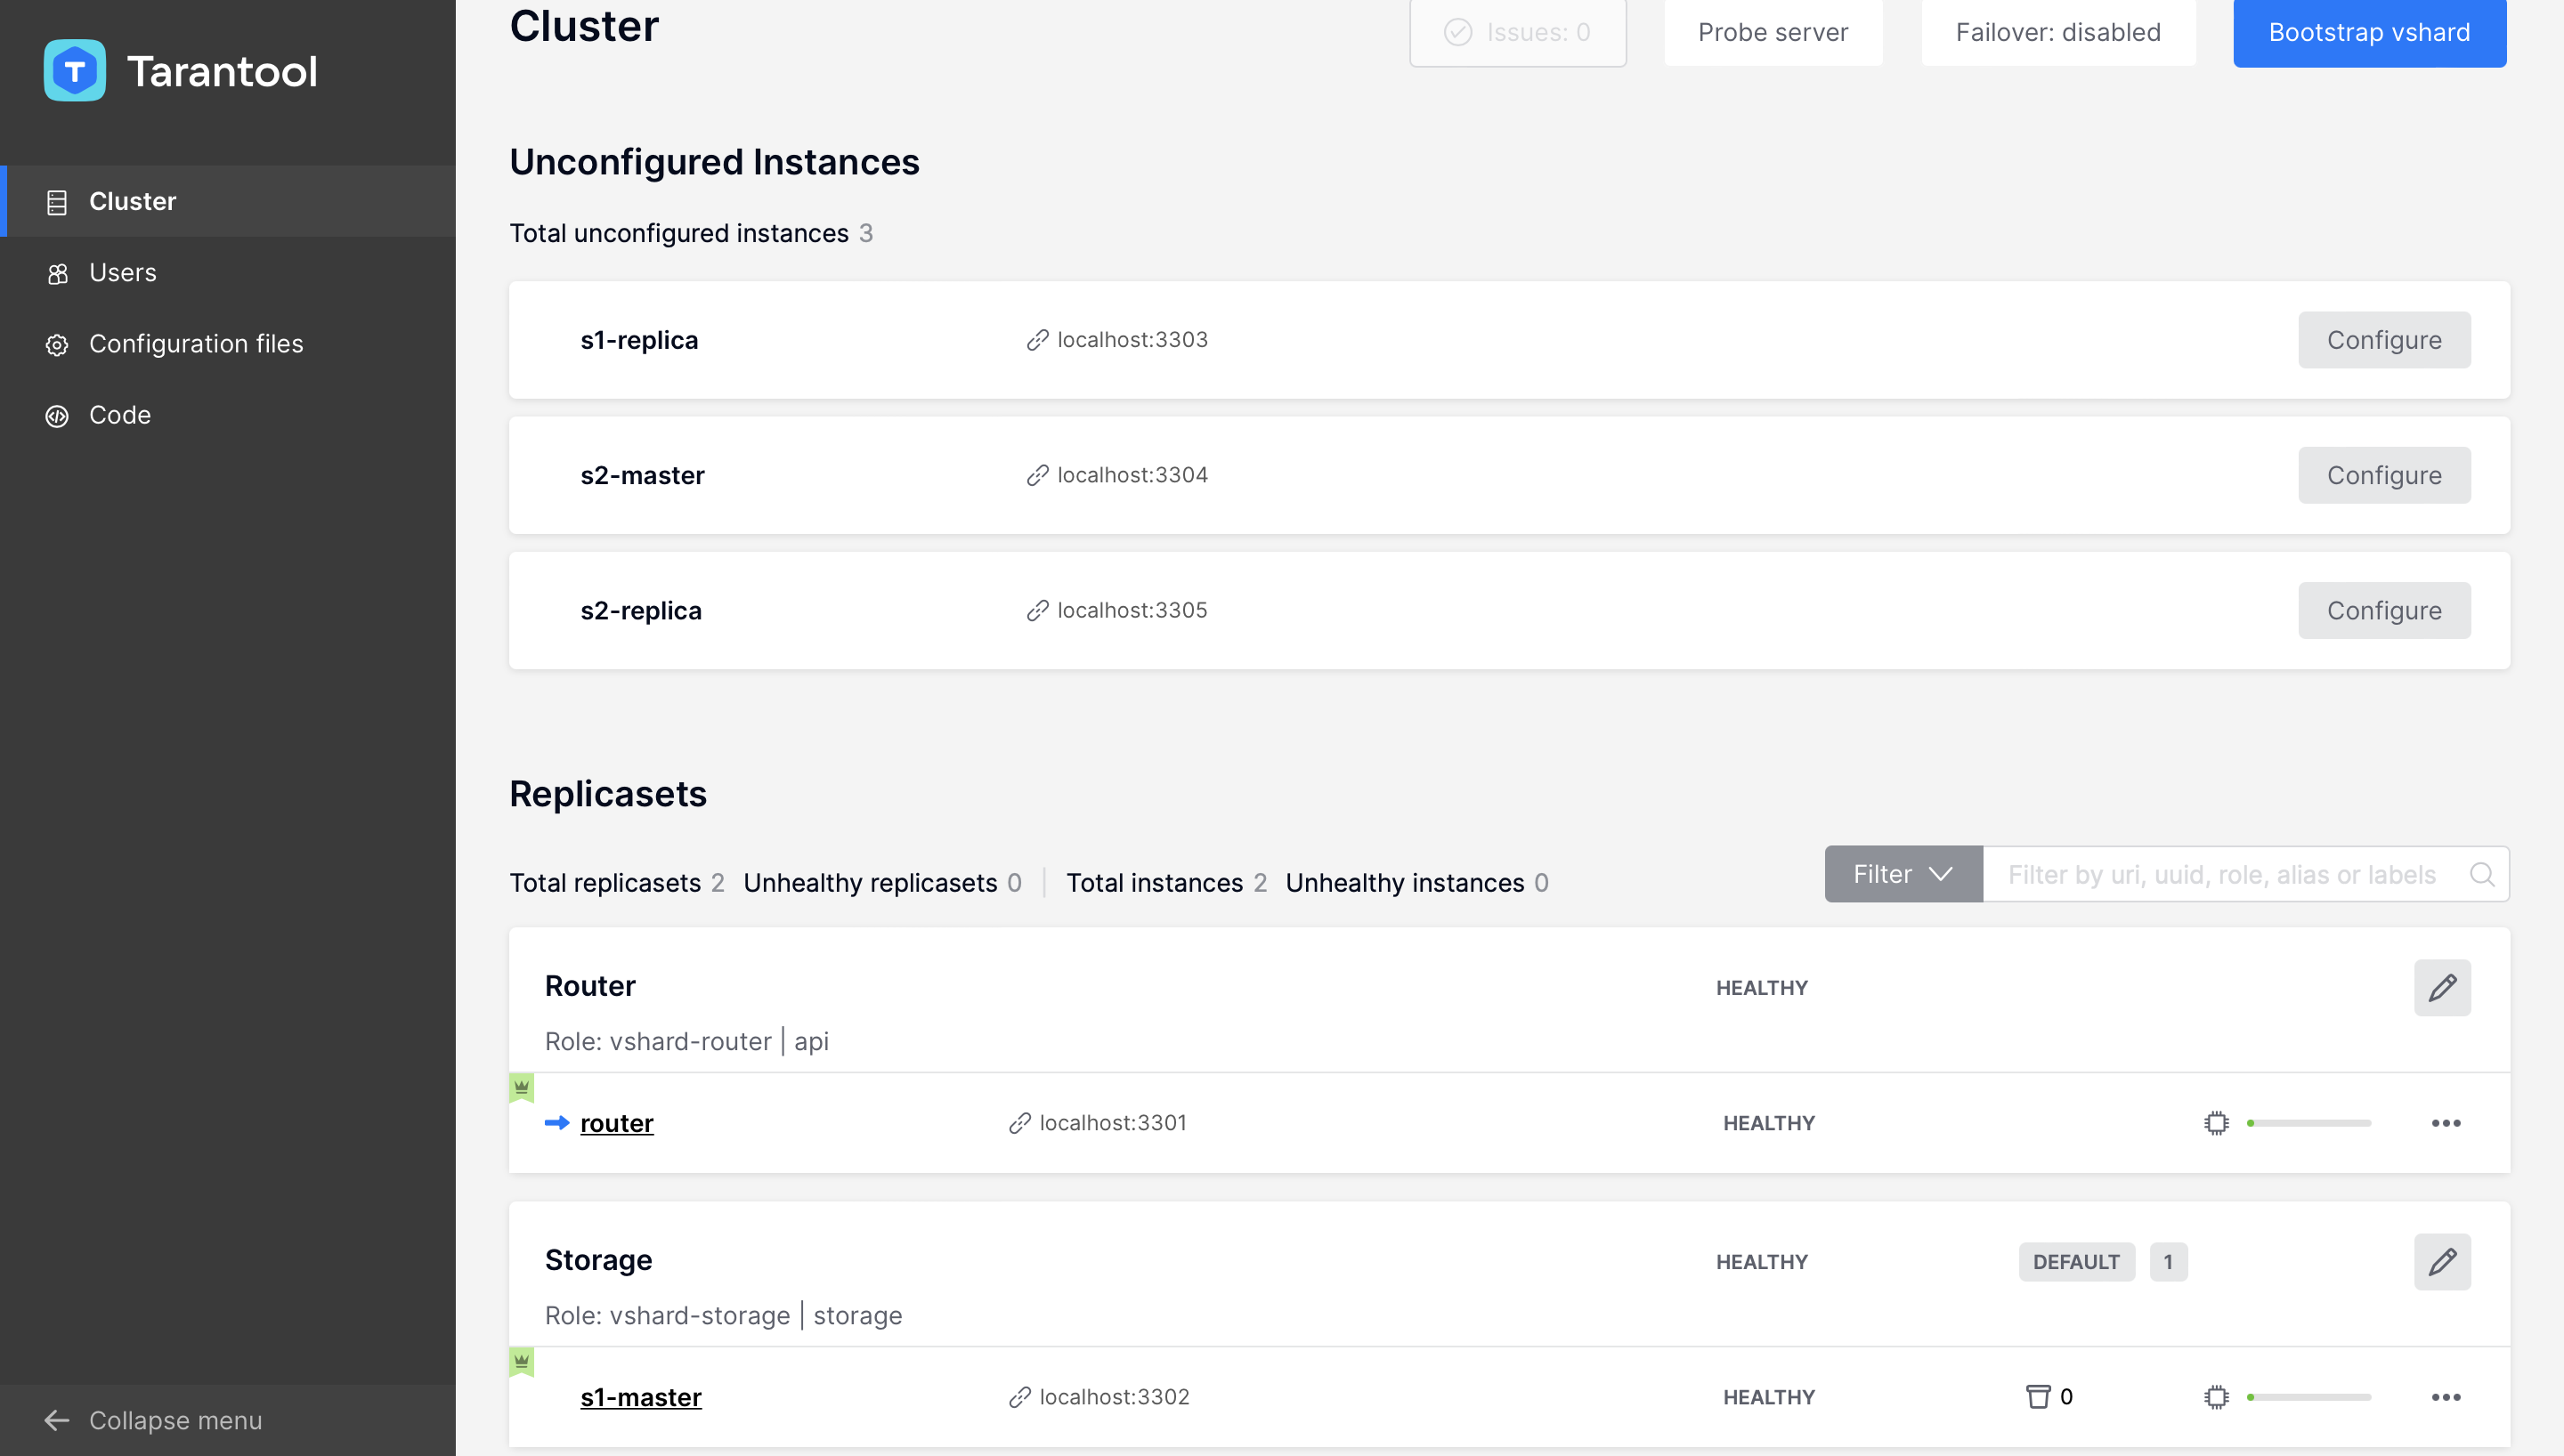 Tarantool
Cluster
Users
Configuration files
Code
Collapse menu
Cluster
Issues: 0
Probe server
Failover: disabled
Bootstrap vshard
Unconfigured Instances
Total unconfigured instances 3
s1-replica localhost:3303 Configure
s2-master localhost:3304 Configure
s2-replica localhost:3305 Configure
Replicasets
Total replicasets 2 Unhealthy replicasets 0 | Total instances 2 Unhealthy instances 0
Filter Filter by uri, uuid, role, alias or labels
Router HEALTHY
Role: vshard-router | api
router localhost:3301 HEALTHY
Storage HEALTHY DEFAULT 1
Role: vshard-storage | storage
s1-master localhost:3302 HEALTHY 0